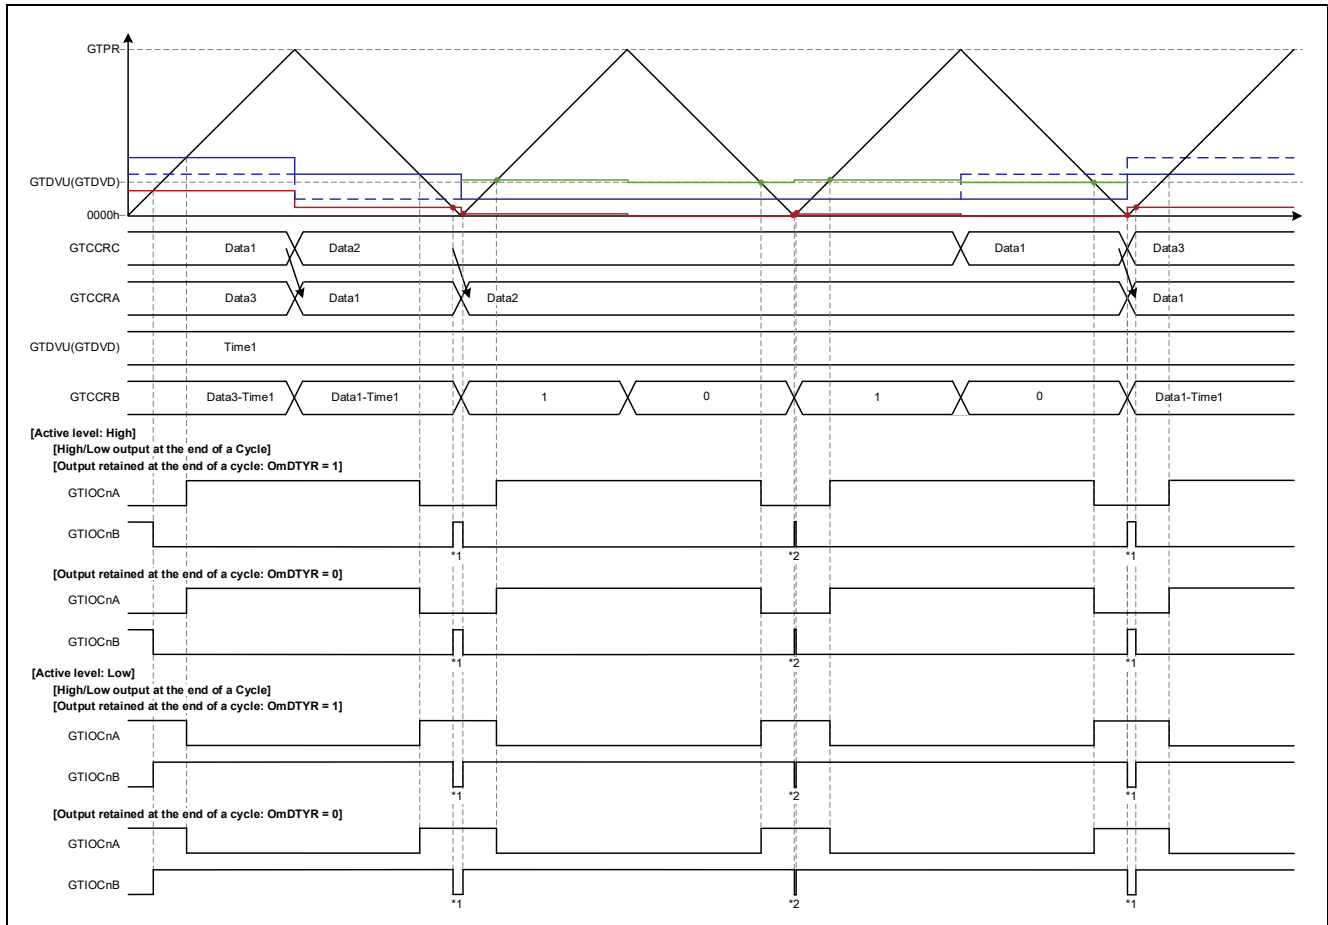 GTPR
GTDVU(GTDVD)
0000h
GTCCRC Data1 Data2 Data1 Data3
GTCCRA Data3 Data1 Data2 Data1
GTDVU(GTDVD) Time1
GTCCRB Data3-Time1 Data1-Time1 1 0 1 0 Data1-Time1
[Active level: High]
[High/Low output at the end of a Cycle]
[Output retained at the end of a cycle: OmDTYR = 1]
GTIOCnA
GTIOCnB
*1 *2 *1
[Output retained at the end of a cycle: OmDTYR = 0]
GTIOCnA
GTIOCnB
*1 *2 *1
[Active level: Low]
[High/Low output at the end of a Cycle]
[Output retained at the end of a cycle: OmDTYR = 1]
GTIOCnA
GTIOCnB
*1 *2 *1
[Output retained at the end of a cycle: OmDTYR = 0]
GTIOCnA
GTIOCnB
*1 *2 *1